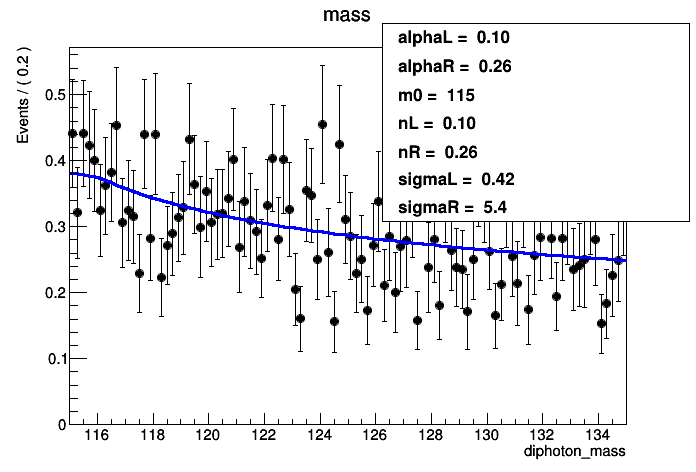 mass
alphaL = 0.10
alphaR = 0.26
m0 = 115
nL = 0.10
nR = 0.26
sigmaL = 0.42
sigmaR = 5.4
Events / ( 0.2 )
0.5
0.4
0.3
0.2
0.1
0
116 118 120 122 124 126 128 130 132 134
diphoton_mass